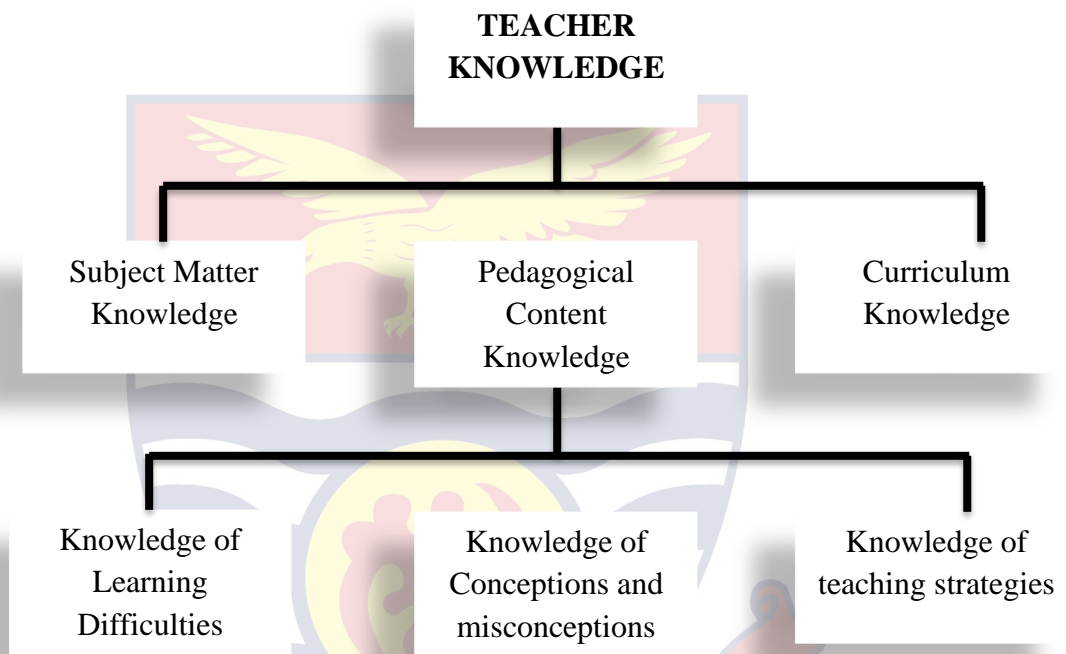 TEACHER
KNOWLEDGE
Subject Matter
Knowledge
Pedagogical
Content
Knowledge
Curriculum
Knowledge
Knowledge of
Learning
Difficulties
Knowledge of
Conceptions and
misconceptions
Knowledge of
teaching strategies